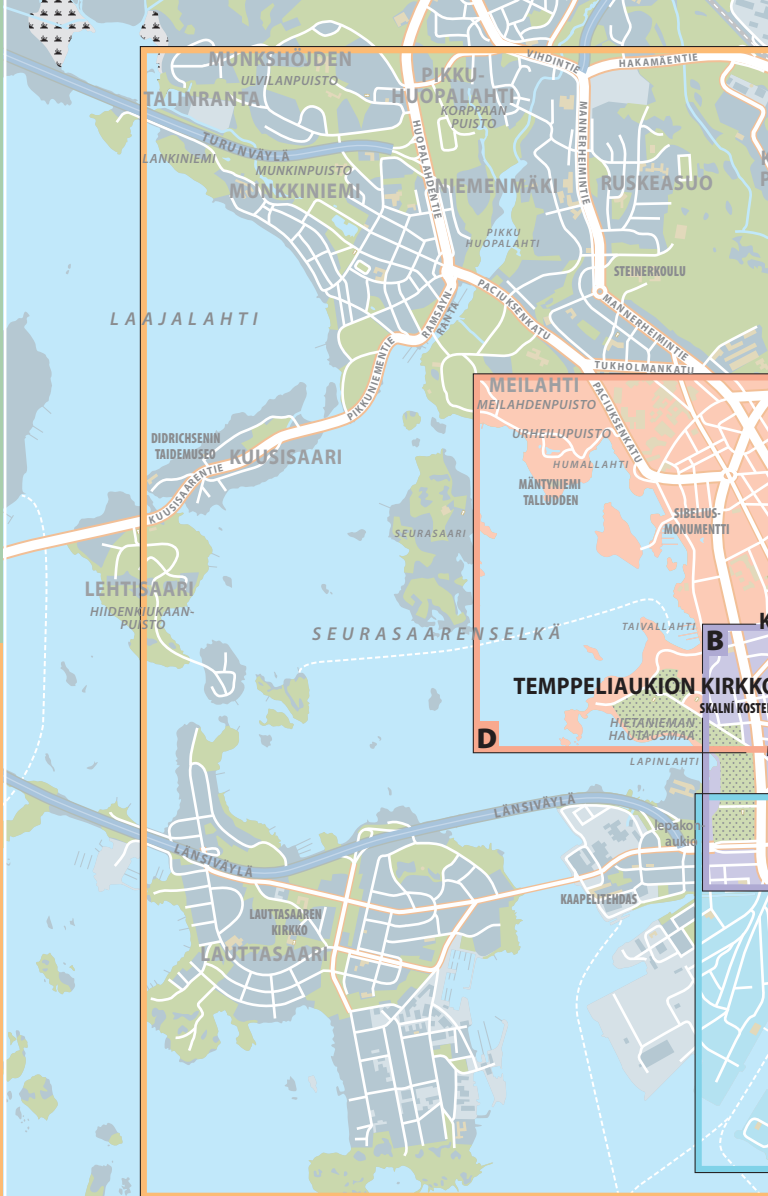 MUNKSHÖJDEN
ULVILANPUISTO
TALINRANTA
PIKKU-
HUOPALAHTI
KORPPAAN
PUISTO
VIHDINTIE
HAKAMÄENTIE
TURUNVÄYLÄ
LANKINIEMI
MUNKINPUISTO
MUNKKINIEMI
HUOPALAHDENTIE
NIEMENMÄKI
MANNERHEIMINTIE
RUSKEASUO
K
P
PIKKU
HUOPALAHTI
STEINERKOULU
LAAJALAHTI
RAMSAYN-
RANTA
PACIUKSENKATU
MANNERHEIMINTIE
PIKKUNIEMENTIE
TUKHOLMANKATU
MEILAHTI
MEILAHDENPUISTO
PACIUKSENKATU
URHEILUPUISTO
HUMALLAHTI
DIDRICHSENIN
TAIDEMUSEO
KUUSISAARI
KUUSISAARENTIE
MÄNTYNIEMI
TALLUDDEN
SIBELIUS-
MONUMENTTI
SEURASAARI
LEHTISAARI
HIIDENKIUKAAN-
PUISTO
SEURASAARENSELKÄ
TAIVALLAHTI
K
B
TEMPPELIAUKION KIRKKO
SKALNÍ KOSTEL
HIETANIEMAN
HAUTAUSMAA
D
LAPINLAHTI
LÄNSIVÄYLÄ
LÄNSIVÄYLÄ
lepakon-
aukio
KAAPELITEHDAS
LAUTTASAAREN
KIRKKO
LAUTTASAARI